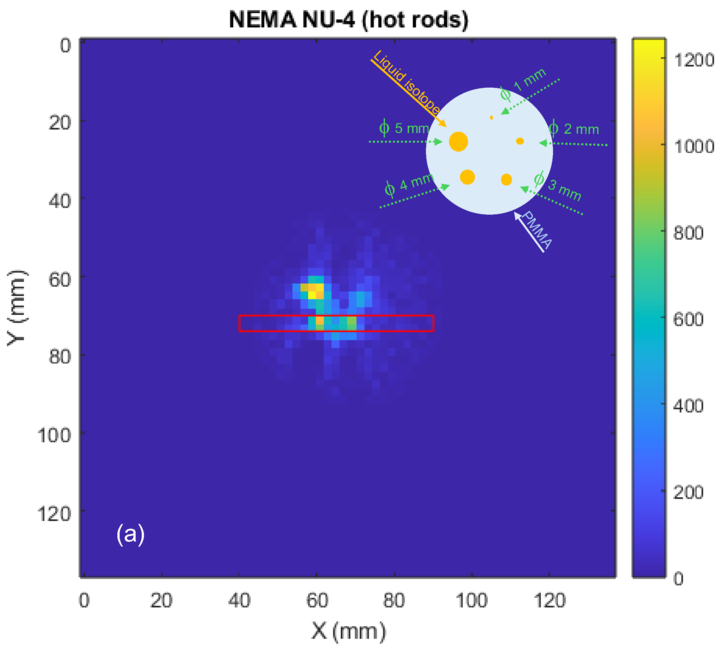 NEMA NU-4 (hot rods)
Liquid isotope
ϕ 1 mm
ϕ 5 mm
ϕ 2 mm
ϕ 4 mm
ϕ 3 mm
PMMA
0
20
40
60
80
100
120
Y (mm)
(a)
0 20 40 60 80 100 120
X (mm)
1200
1000
800
600
400
200
0